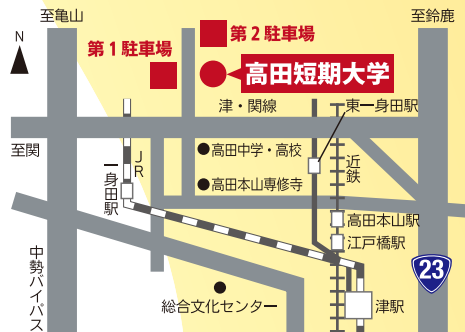 至亀山
至鈴鹿
N
第2駐車場
第1駐車場
高田短期大学
津・関線
東一身田駅
至関
高田中学・高校
JR
一身田駅
近鉄
高田本山専修寺
高田本山駅
江戸橋駅
中勢バイパス
23
総合文化センター
津駅